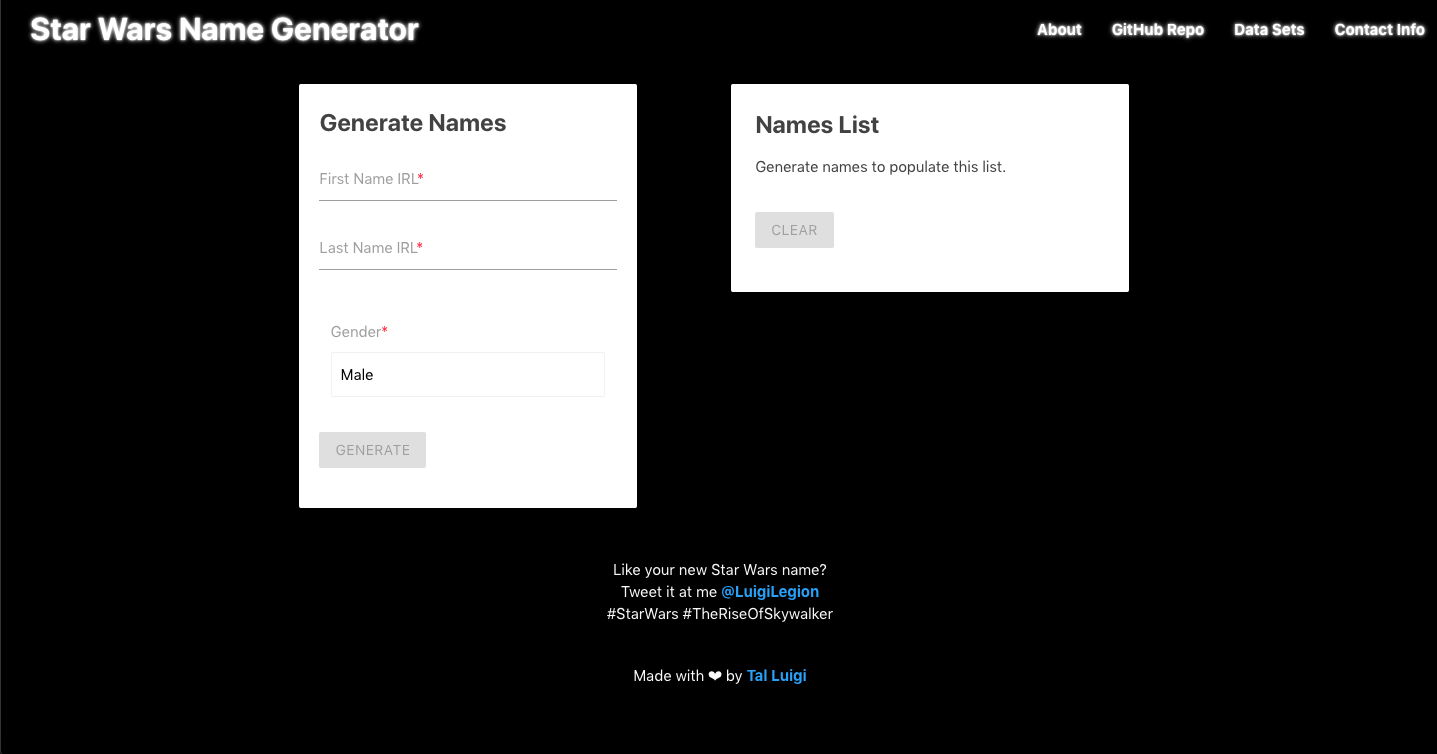 Star Wars Name Generator
About GitHub Repo Data Sets Contact Info
Generate Names
First Name IRL*
Last Name IRL*
Gender*
Male
GENERATE
Names List
Generate names to populate this list.
CLEAR
Like your new Star Wars name?
Tweet it at me @LuigiLegion
#StarWars #TheRiseOfSkywalker
Made with ❤ by Tal Luigi